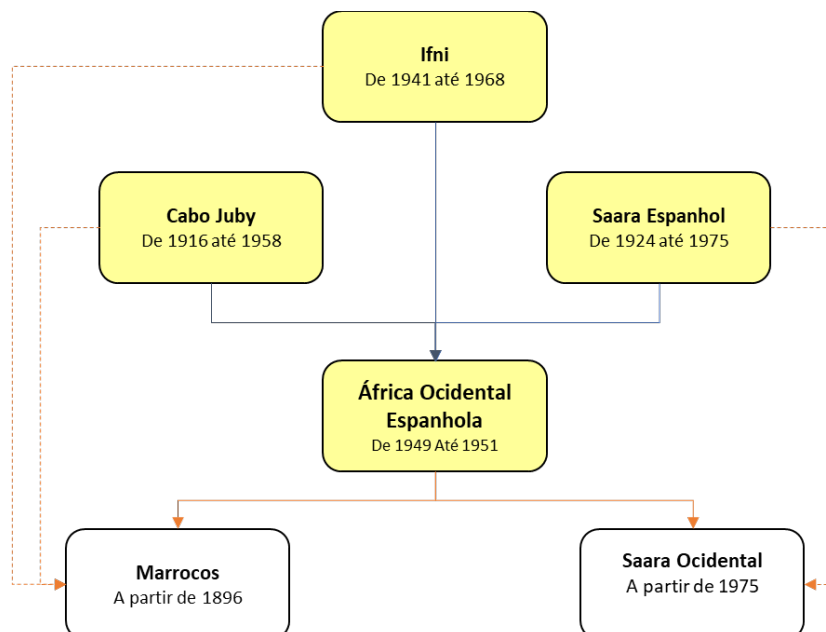 Ifni
De 1941 até 1968
Cabo Juby
De 1916 até 1958
Saara Espanhol
De 1924 até 1975
África Ocidental
Espanhola
De 1949 Até 1951
Marrocos
A partir de 1896
Saara Ocidental
A partir de 1975